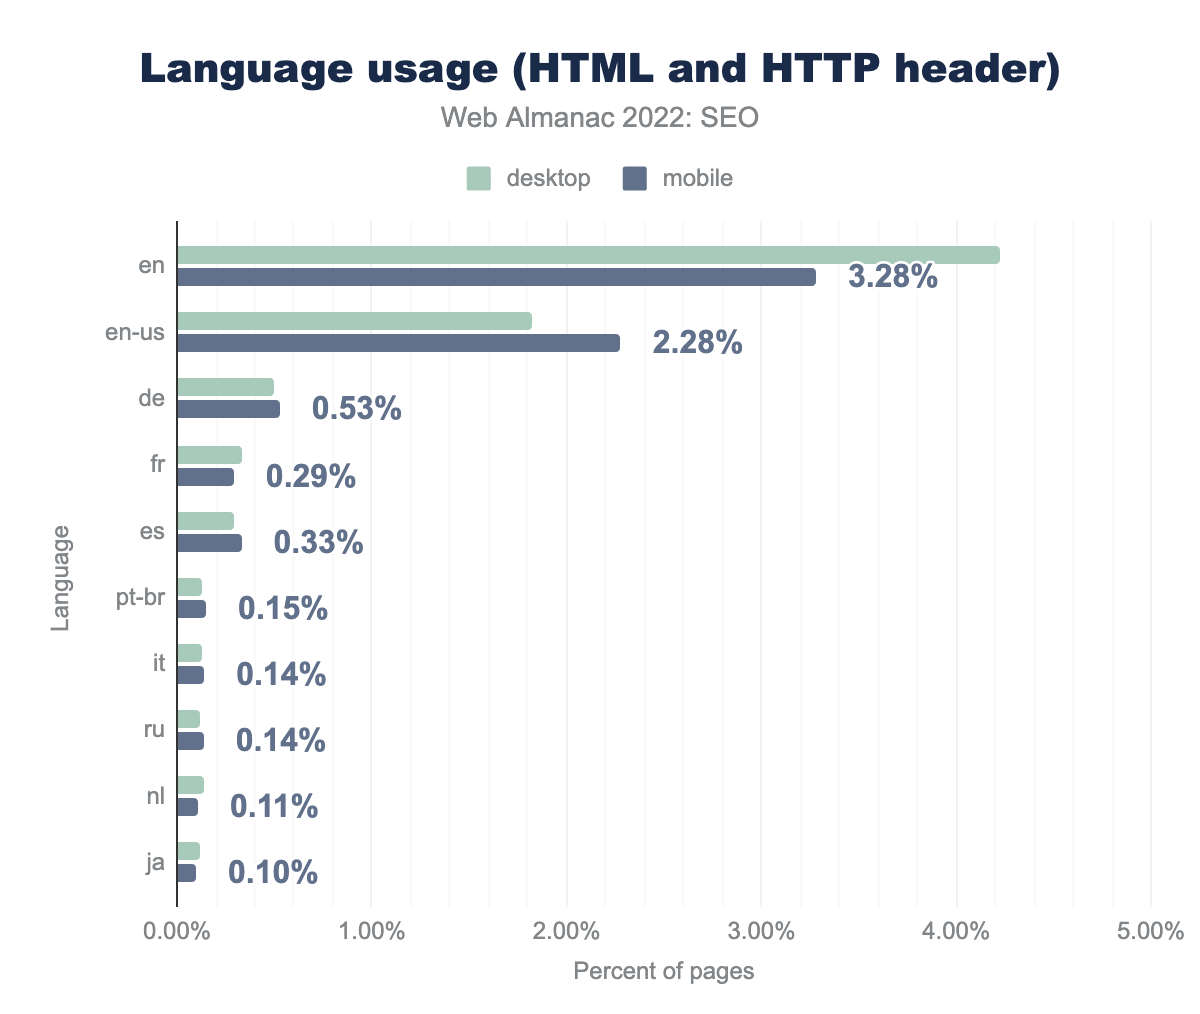 Language usage (HTML and HTTP header)
Web Almanac 2022: SEO
desktop
mobile
Language
en
3.28%
en-us
2.28%
de
0.53%
fr
0.29%
es
0.33%
pt-br
0.15%
it
0.14%
ru
0.14%
nl
0.11%
ja
0.10%
0.00% 1.00% 2.00% 3.00% 4.00% 5.00%
Percent of pages